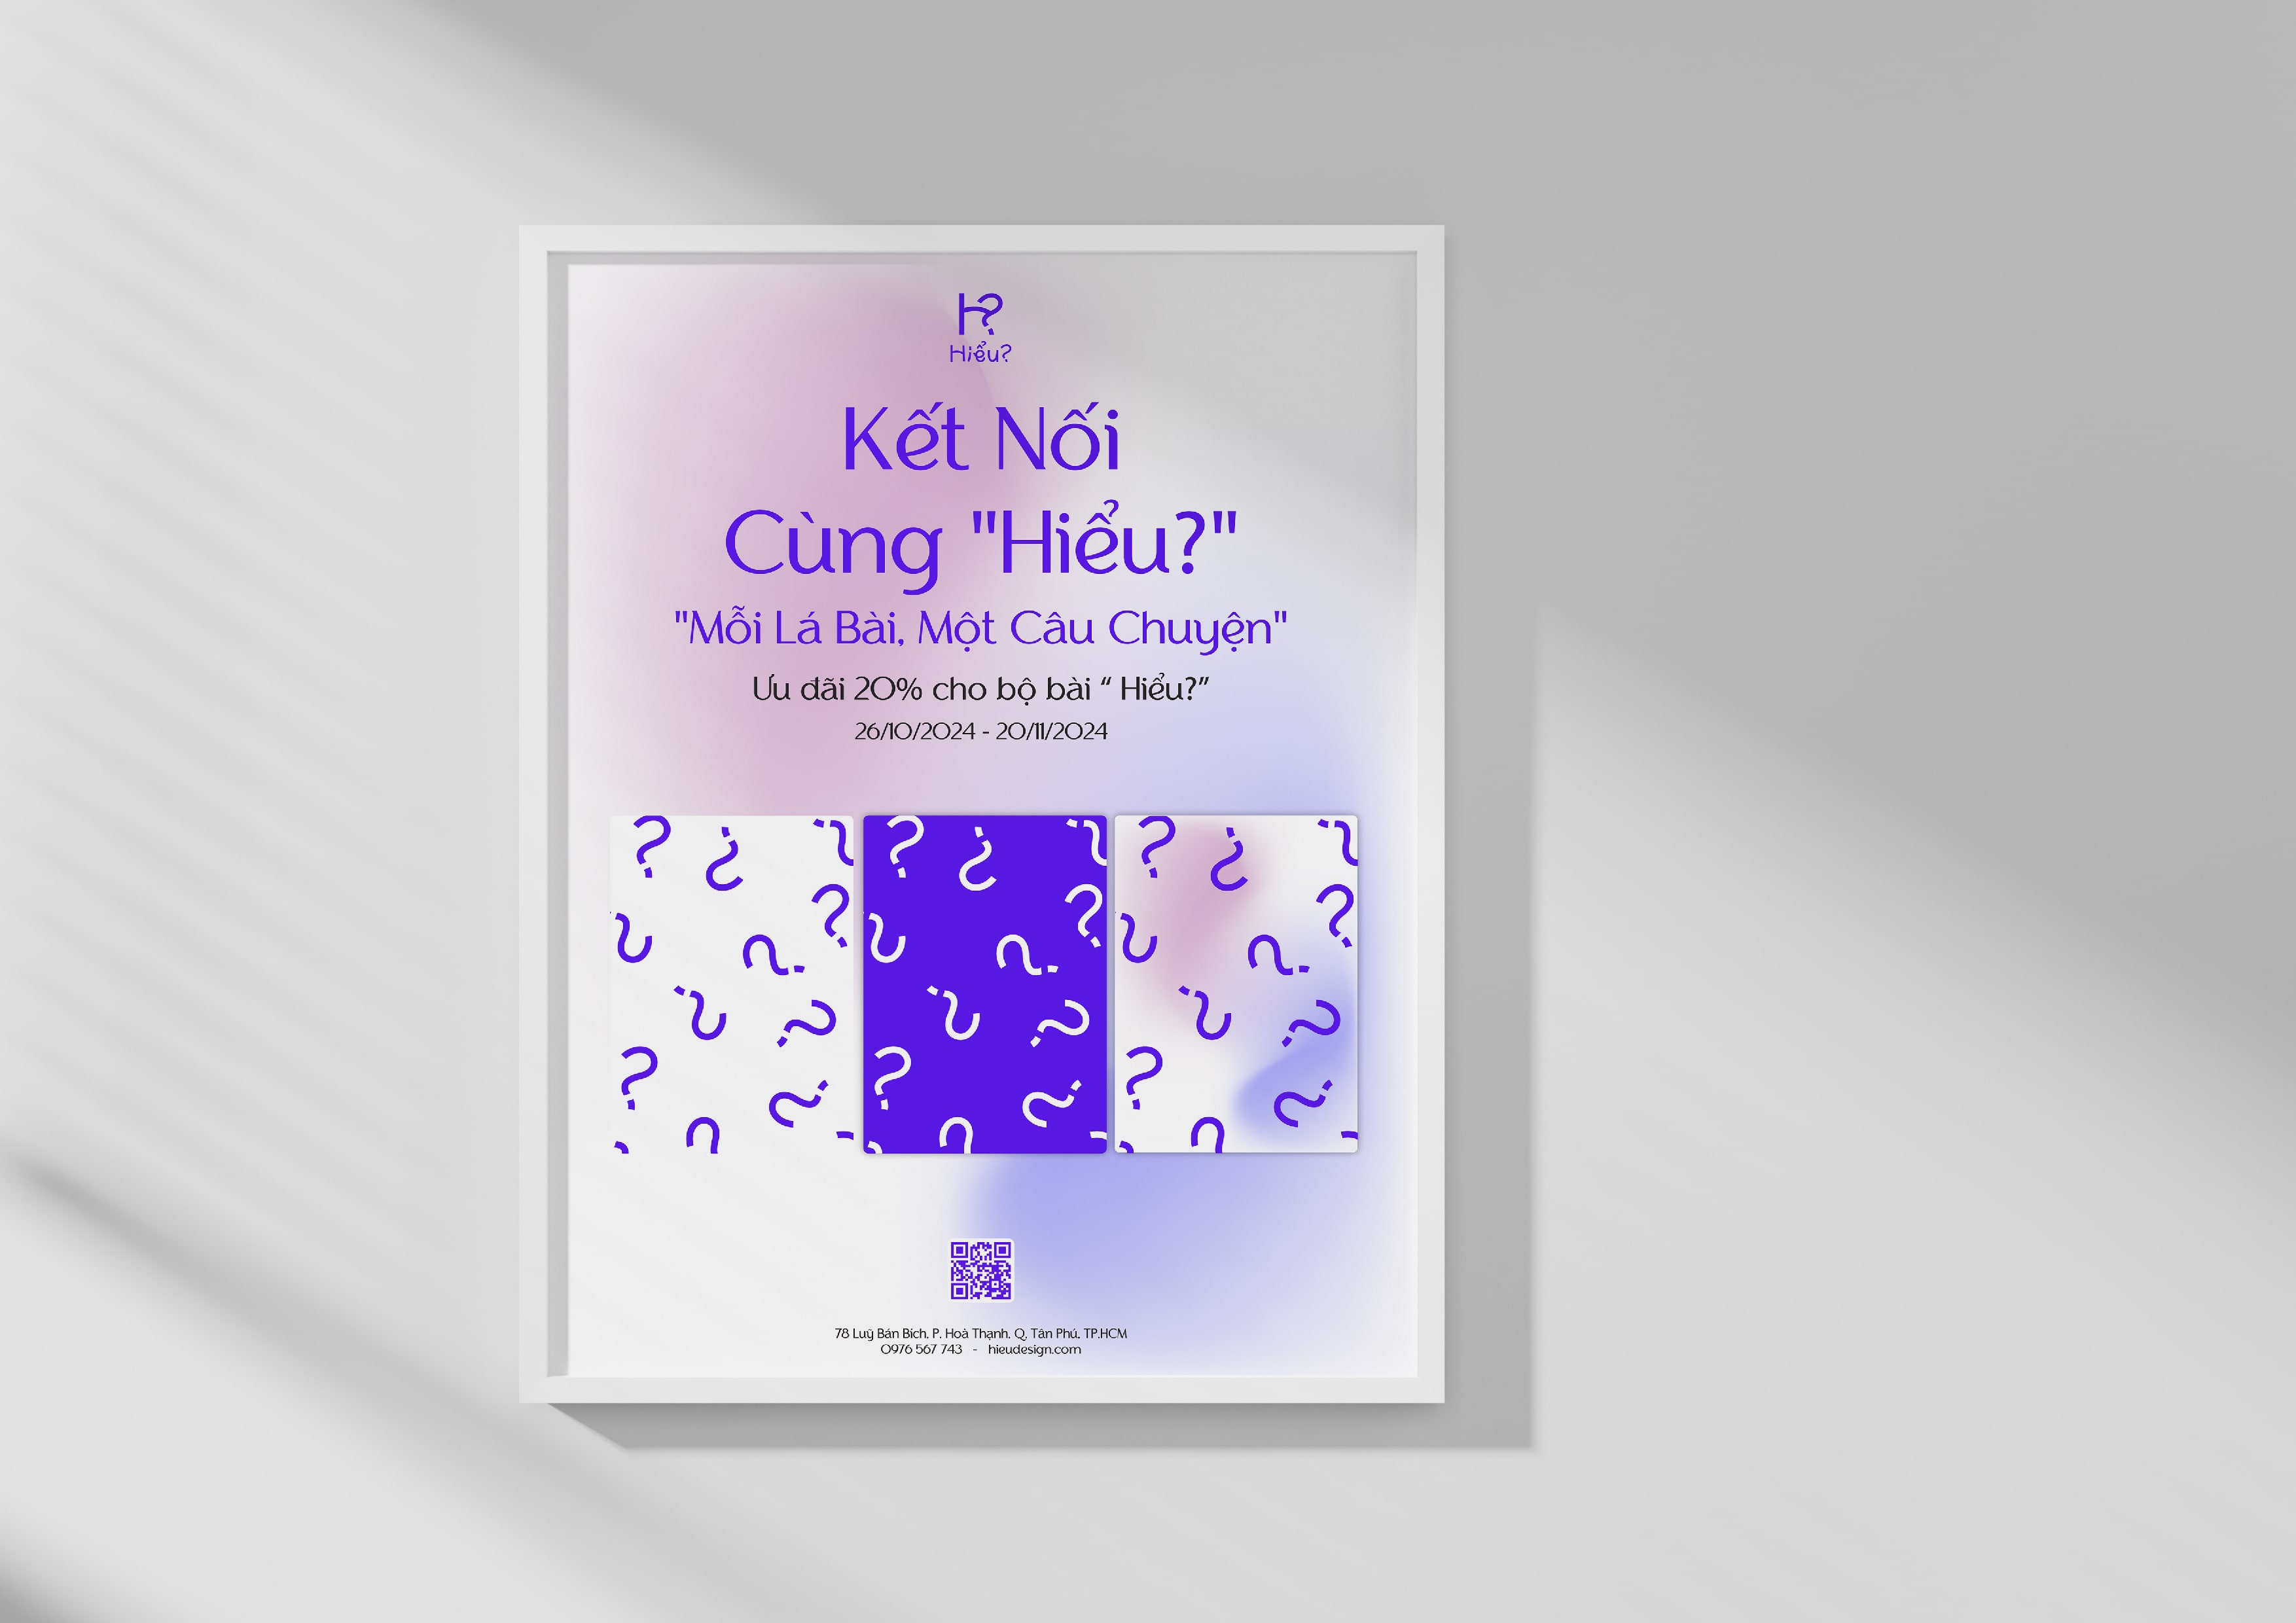 H?
Hiểu?
Kết Nối
Cùng "Hiểu?"
"Mỗi Lá Bài, Một Câu Chuyện"
Ưu đãi 20% cho bộ bài “ Hiểu?”
26/10/2024 - 20/11/2024
78 Luỹ Bán Bích, P. Hoà Thạnh, Q. Tân Phú, TP.HCM
0976 567 743 - hieudesign.com